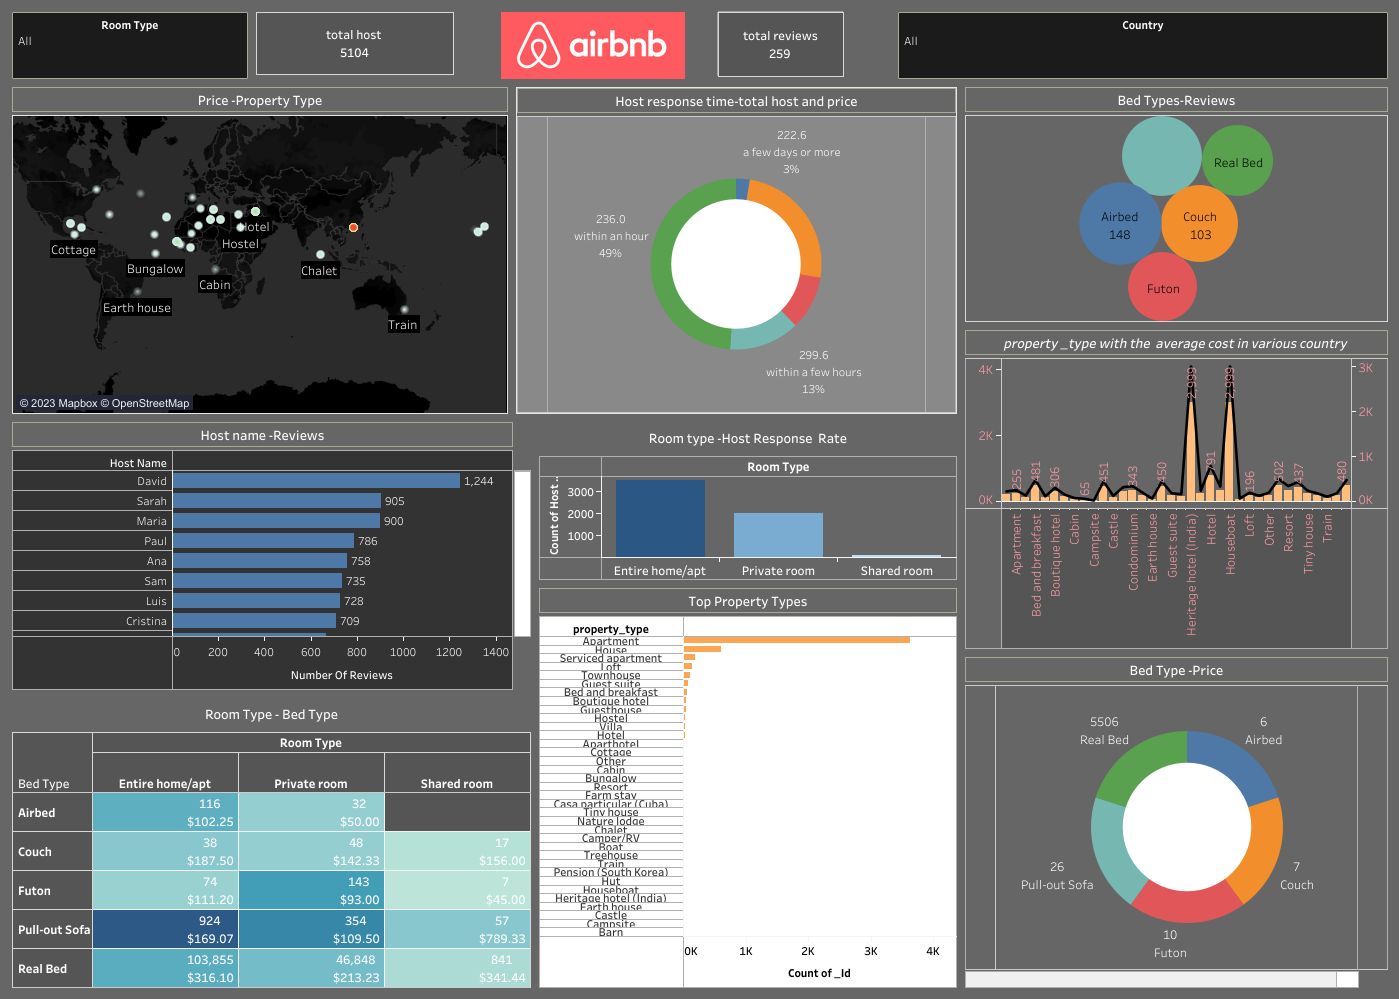 Room Type
All
total host
5104
airbnb
total reviews
259
Country
All
Price -Property Type
Hotel
Hostel
Cottage
Bungalow
Cabin
Chalet
Earth house
Train
© 2023 Mapbox © OpenStreetMap
Host response time-total host and price
222.6
a few days or more
3%
236.0
within an hour
49%
299.6
within a few hours
13%
Bed Types-Reviews
Real Bed
Airbed
148
Couch
103
Futon
property _type with the average cost in various country
4K
2K
0K
3K
2K
1K
0K
255
481
306
65
451
343
450
2,999
791
2,999
196
502
437
480
Apartment
Bed and breakfast
Boutique hotel
Cabin
Campsite
Castle
Condominium
Earth house
Guest suite
Heritage hotel (India)
Hotel
Houseboat
Loft
Other
Resort
Tiny house
Train
Host name -Reviews
Host Name
David 1,244
Sarah 905
Maria 900
Paul 786
Ana 758
Sam 735
Luis 728
Cristina 709
0 200 400 600 800 1000 1200 1400
Number Of Reviews
Room type -Host Response Rate
Room Type
Count of Host ..
3000
2000
1000
Entire home/apt Private room Shared room
Top Property Types
property_type
Apartment
House
Serviced apartment
Loft
Townhouse
Guest suite
Bed and breakfast
Boutique hotel
Guesthouse
Hostel
Villa
Hotel
Aparthotel
Cottage
Other
Cabin
Bungalow
Resort
Farm stay
Casa particular (Cuba)
Tiny house
Nature lodge
Chalet
Camper/RV
Boat
Treehouse
Train
Pension (South Korea)
Hut
Houseboat
Heritage hotel (India)
Earth house
Castle
Campsite
Barn
0K 1K 2K 3K 4K
Count of _Id
Room Type - Bed Type
Room Type
Bed Type Entire home/apt Private room Shared room
Airbed 116 32
$102.25 $50.00
Couch 38 48 17
$187.50 $142.33 $156.00
Futon 74 143 7
$111.20 $93.00 $45.00
Pull-out Sofa 924 354 57
$169.07 $109.50 $789.33
Real Bed 103,855 46,848 841
$316.10 $213.23 $341.44
Bed Type -Price
5506
Real Bed
6
Airbed
26
Pull-out Sofa
7
Couch
10
Futon